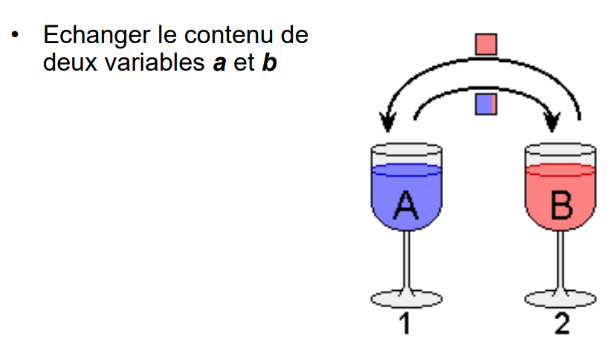 • Echanger le contenu de
deux variables a et b
A
B
1
2